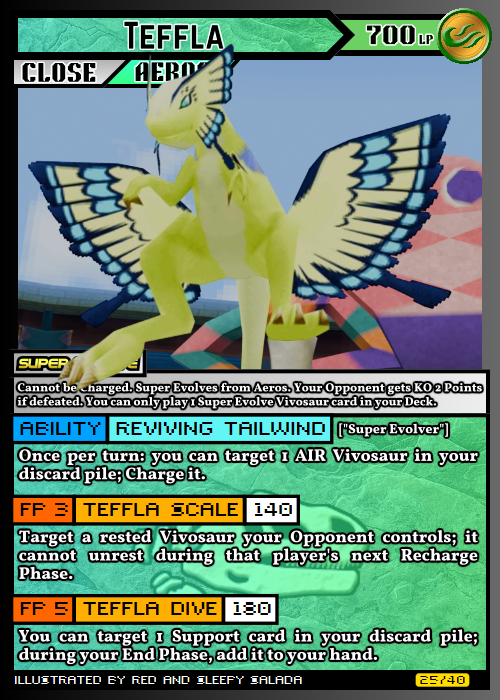 TEFFLA
700 LP
CLOSE
AEROS
SUPER
Cannot be Charged. Super Evolves from Aeros. Your Opponent gets KO 2 Points
if defeated. You can only play 1 Super Evolve Vivosaur card in your Deck.
ABILITY REVIVING TAILWIND ["Super Evolver"]
Once per turn: you can target 1 AIR Vivosaur in your
discard pile; Charge it.
FP 3 TEFFLA SCALE 140
Target a rested Vivosaur your Opponent controls; it
cannot unrest during that player's next Recharge
Phase.
FP 5 TEFFLA DIVE 180
You can target 1 Support card in your discard pile;
during your End Phase, add it to your hand.
ILLUSTRATED BY RED AND SLEEPY SALADA
25/40